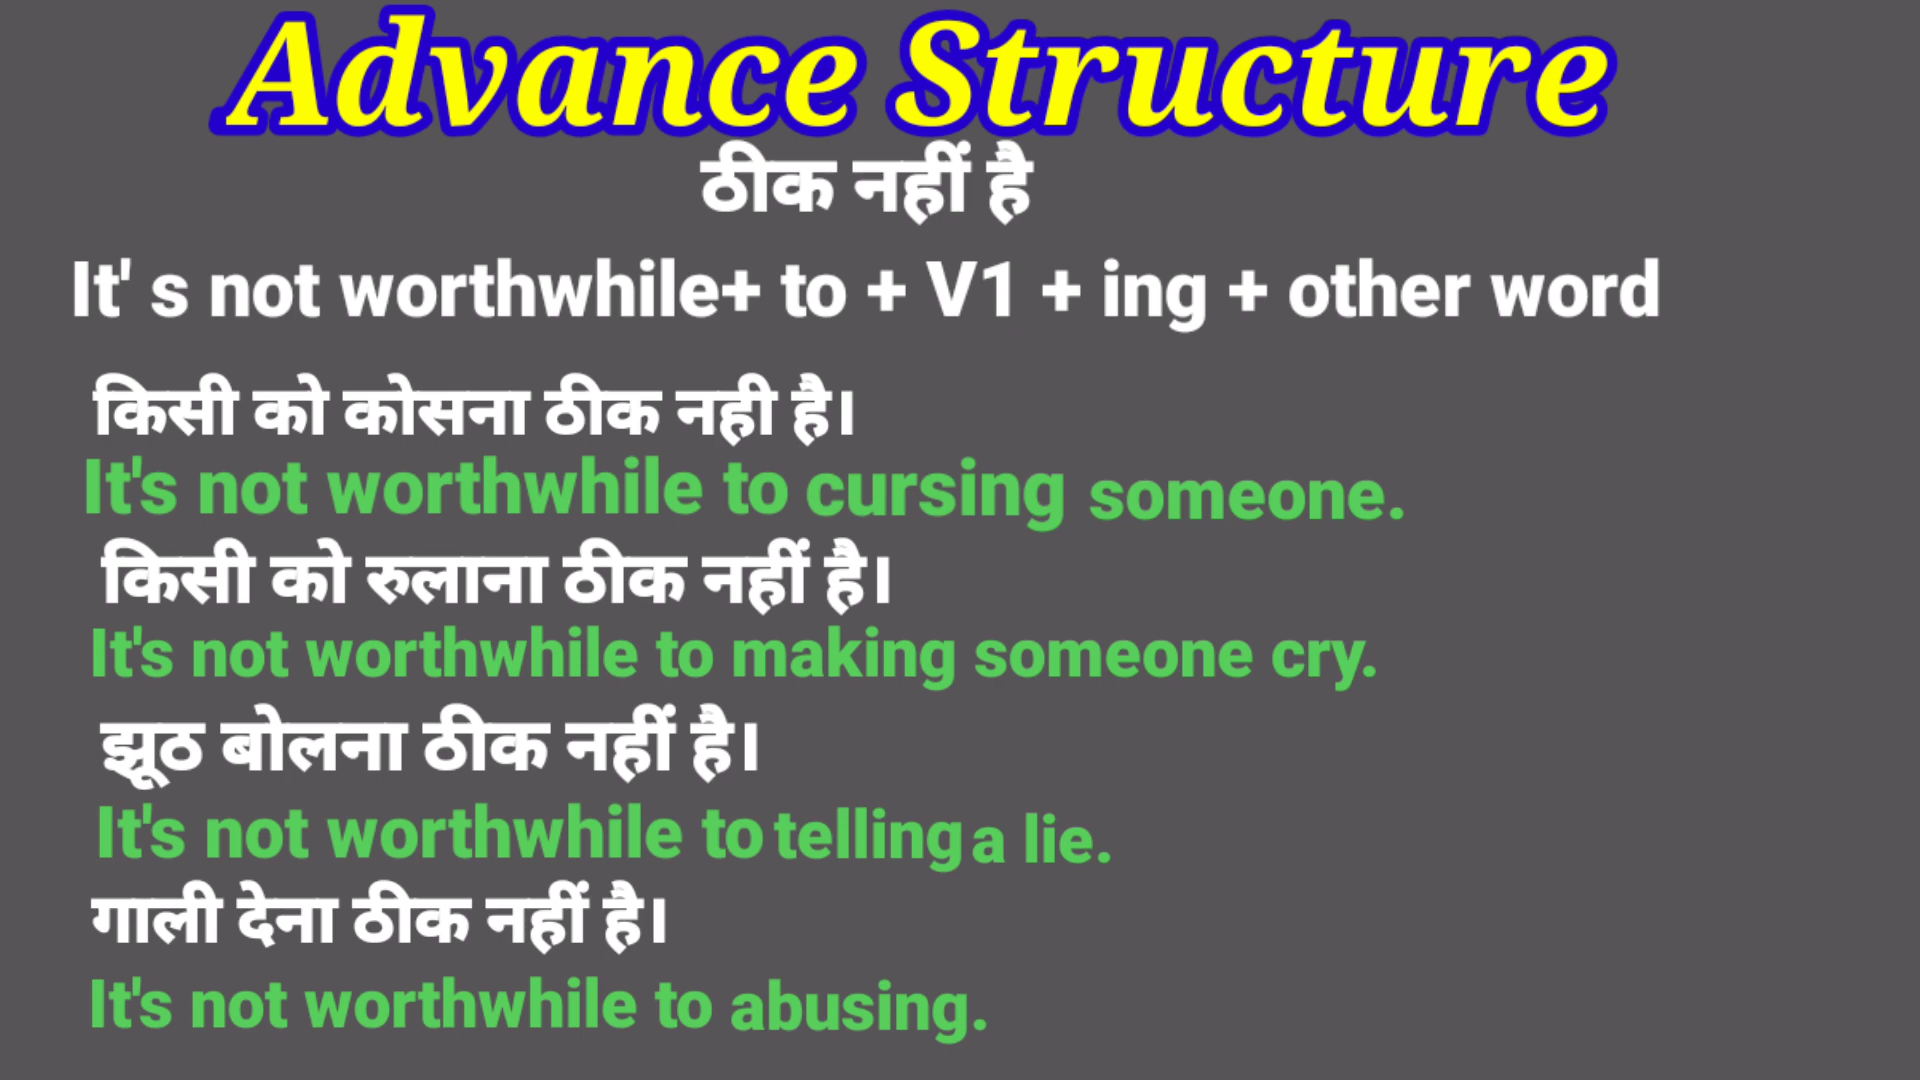 Advance Structure
ठीक नहीं है
It' s not worthwhile+ to + V1 + ing + other word
किसी को कोसना ठीक नही है।
It's not worthwhile to cursing someone.
किसी को रुलाना ठीक नहीं है।
It's not worthwhile to making someone cry.
झूठ बोलना ठीक नहीं है।
It's not worthwhile to telling a lie.
गाली देना ठीक नहीं है।
It's not worthwhile to abusing.